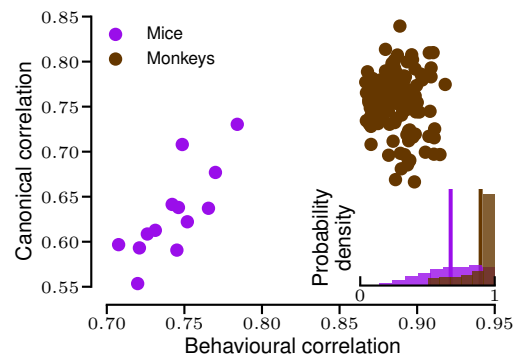 0.85
0.80
0.75
0.70
0.65
0.60
0.55
Canonical correlation
Mice
Monkeys
Probability
density
0 1
0.70 0.75 0.80 0.85 0.90 0.95
Behavioural correlation